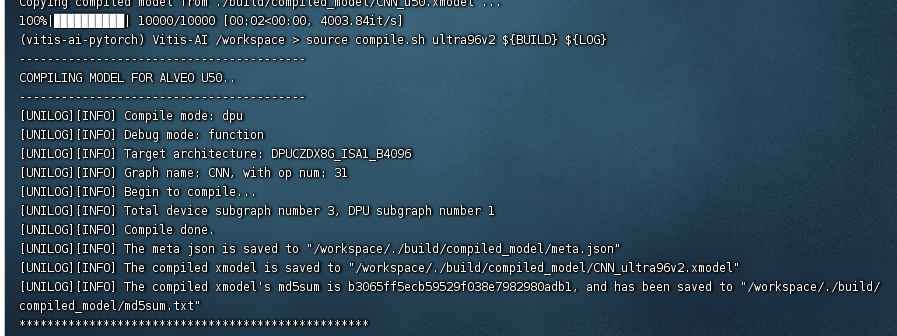 Copying compiled model from ./build/compiled_model/CNN_u50.xmodel ...
100%|██████████| 10000/10000 [00:02<00:00, 4003.84it/s]
(vitis-ai-pytorch) Vitis-AI /workspace > source compile.sh ultra96v2 ${BUILD} ${LOG}
-----------------------------------------
COMPILING MODEL FOR ALVEO U50..
-----------------------------------------
[UNILOG][INFO] Compile mode: dpu
[UNILOG][INFO] Debug mode: function
[UNILOG][INFO] Target architecture: DPUCZDX8G_ISA1_B4096
[UNILOG][INFO] Graph name: CNN, with op num: 31
[UNILOG][INFO] Begin to compile...
[UNILOG][INFO] Total device subgraph number 3, DPU subgraph number 1
[UNILOG][INFO] Compile done.
[UNILOG][INFO] The meta json is saved to "/workspace/./build/compiled_model/meta.json"
[UNILOG][INFO] The compiled xmodel is saved to "/workspace/./build/compiled_model/CNN_ultra96v2.xmodel"
[UNILOG][INFO] The compiled xmodel's md5sum is b3065ff5ecb59529f038e7982980adb1, and has been saved to "/workspace/./build/
compiled_model/md5sum.txt"
**************************************************